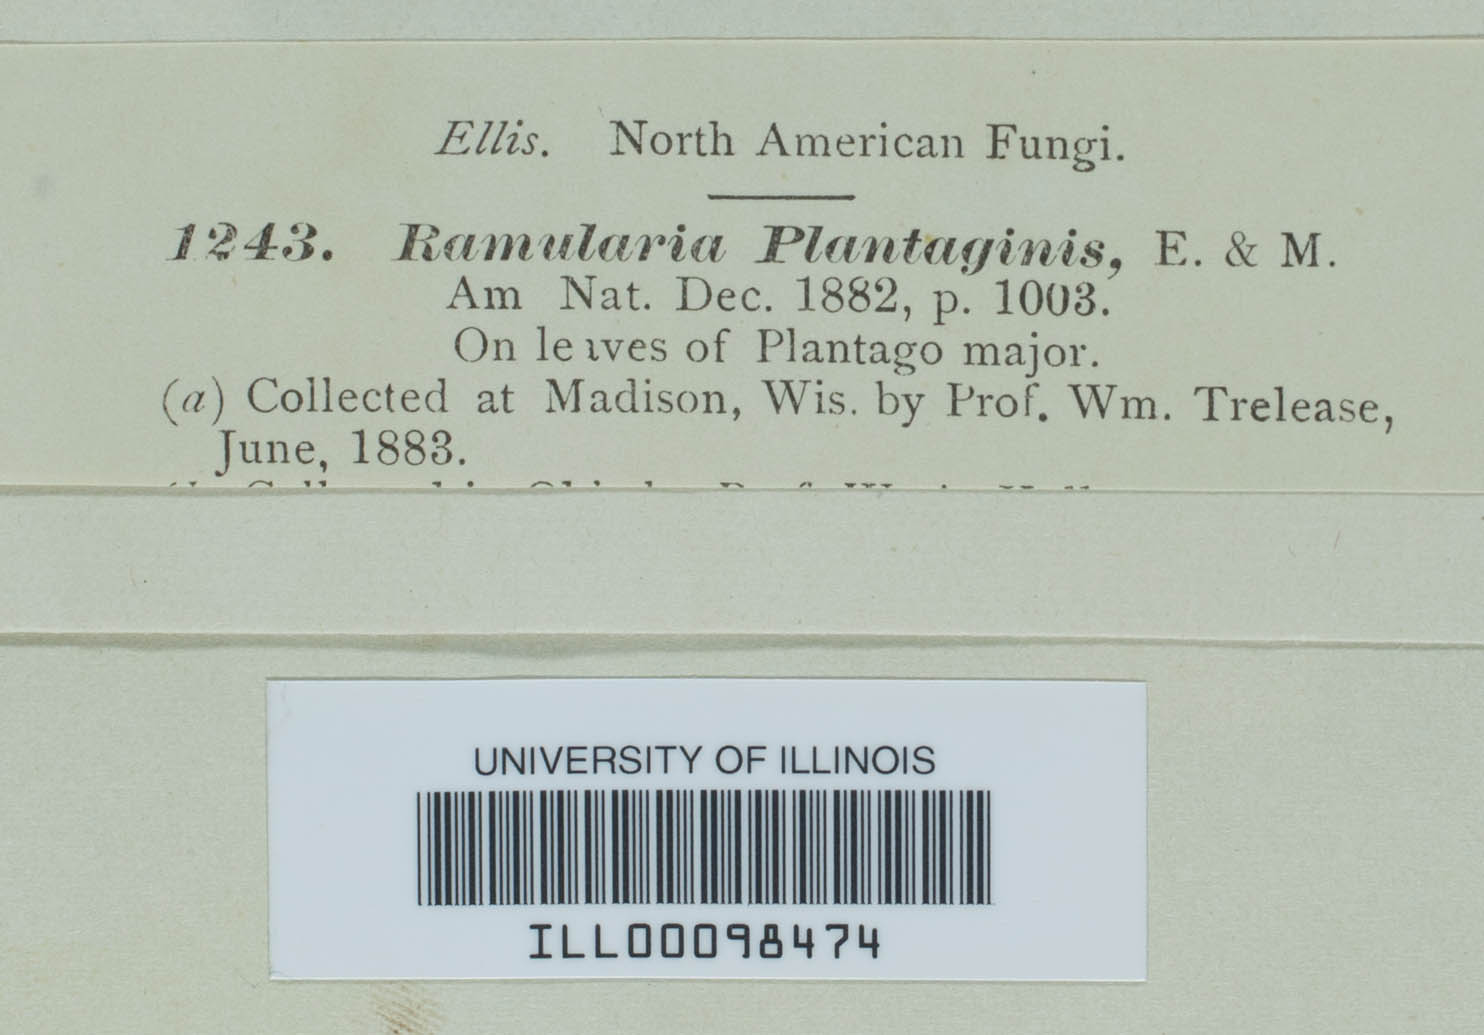 Ellis. North American Fungi.
1243. Ramularia Plantaginis, E. & M.
Am Nat. Dec. 1882, p. 1003.
On leaves of Plantago major.
(a) Collected at Madison, Wis. by Prof. Wm. Trelease,
June, 1883.
UNIVERSITY OF ILLINOIS
ILL00098474